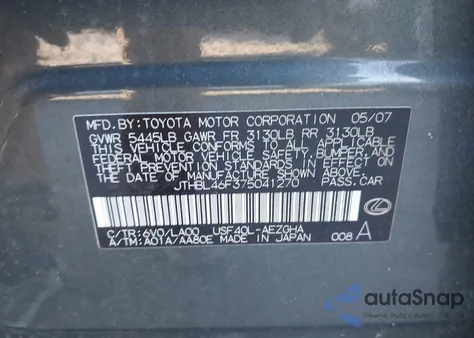 MFD.BY:TOYOTA MOTOR CORPORATION 05/07
GVWR 5445LB GAWR FR 3130LB RR 3130LB
THIS VEHICLE CONFORMS TO ALL APPLICABLE
FEDERAL MOTOR VEHICLE SAFETY, BUMPER, AND
THEFT PREVENTION STANDARDS IN EFFECT ON
THE DATE OF MANUFACTURE SHOWN ABOVE.
JTHBL46F375041270 PASS.CAR
C/TR:6V0/LA00 USF40L-AEZGHA
A/TM:A01A/AA80E MADE IN JAPAN 008 A
autoSnap